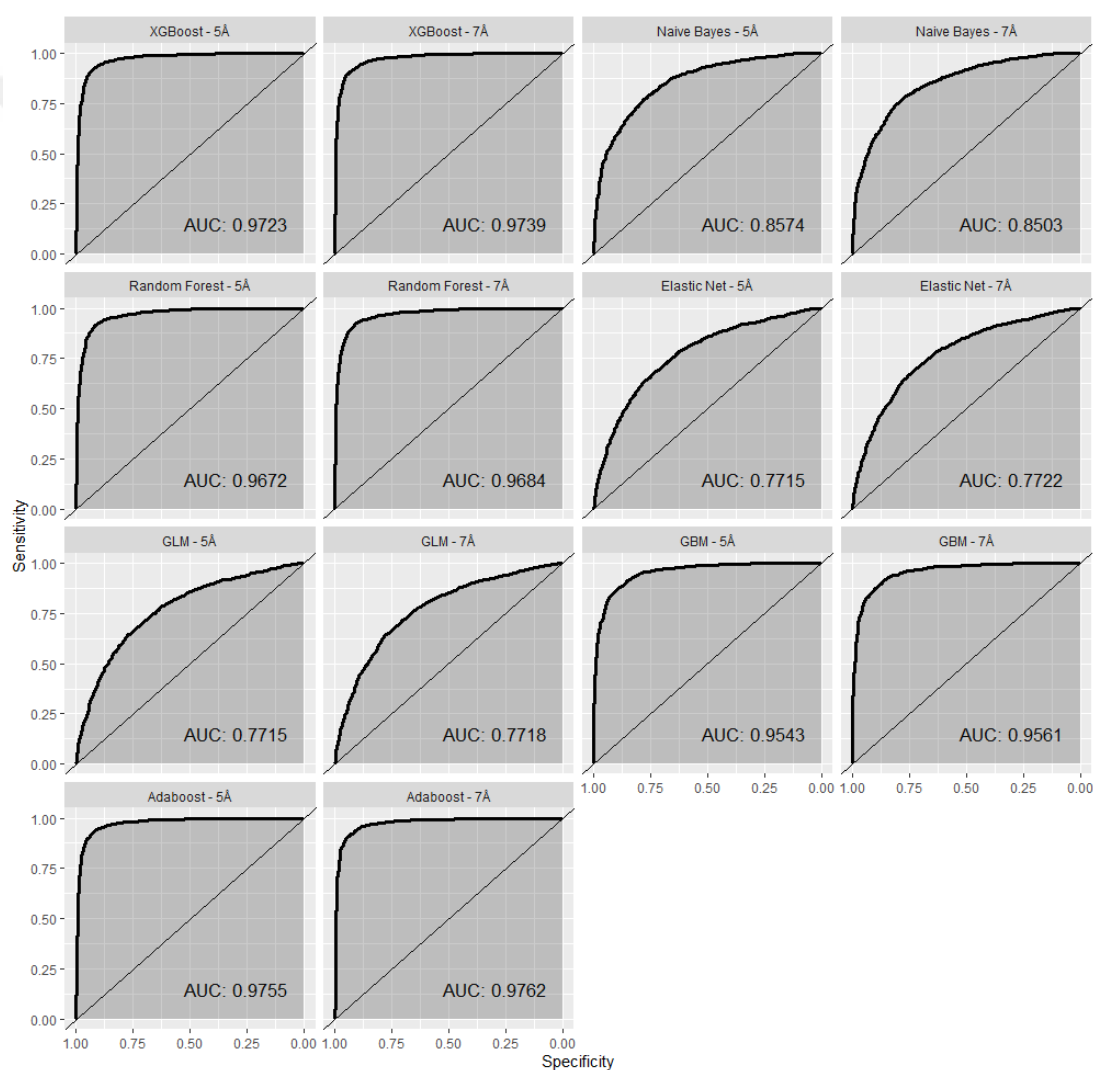 XGBoost - 5Å XGBoost - 7Å Naive Bayes - 5Å Naive Bayes - 7Å
1.00
0.75
0.50
0.25
0.00
AUC: 0.9723 AUC: 0.9739 AUC: 0.8574 AUC: 0.8503
Random Forest - 5Å Random Forest - 7Å Elastic Net - 5Å Elastic Net - 7Å
1.00
0.75
0.50
0.25
0.00
AUC: 0.9672 AUC: 0.9684 AUC: 0.7715 AUC: 0.7722
Sensitivity
GLM - 5Å GLM - 7Å GBM - 5Å GBM - 7Å
1.00
0.75
0.50
0.25
0.00
AUC: 0.7715 AUC: 0.7718 AUC: 0.9543 AUC: 0.9561
1.00 0.75 0.50 0.25 0.00 1.00 0.75 0.50 0.25 0.00
Adaboost - 5Å Adaboost - 7Å
1.00
0.75
0.50
0.25
0.00
AUC: 0.9755 AUC: 0.9762
1.00 0.75 0.50 0.25 0.00 1.00 0.75 0.50 0.25 0.00
Specificity